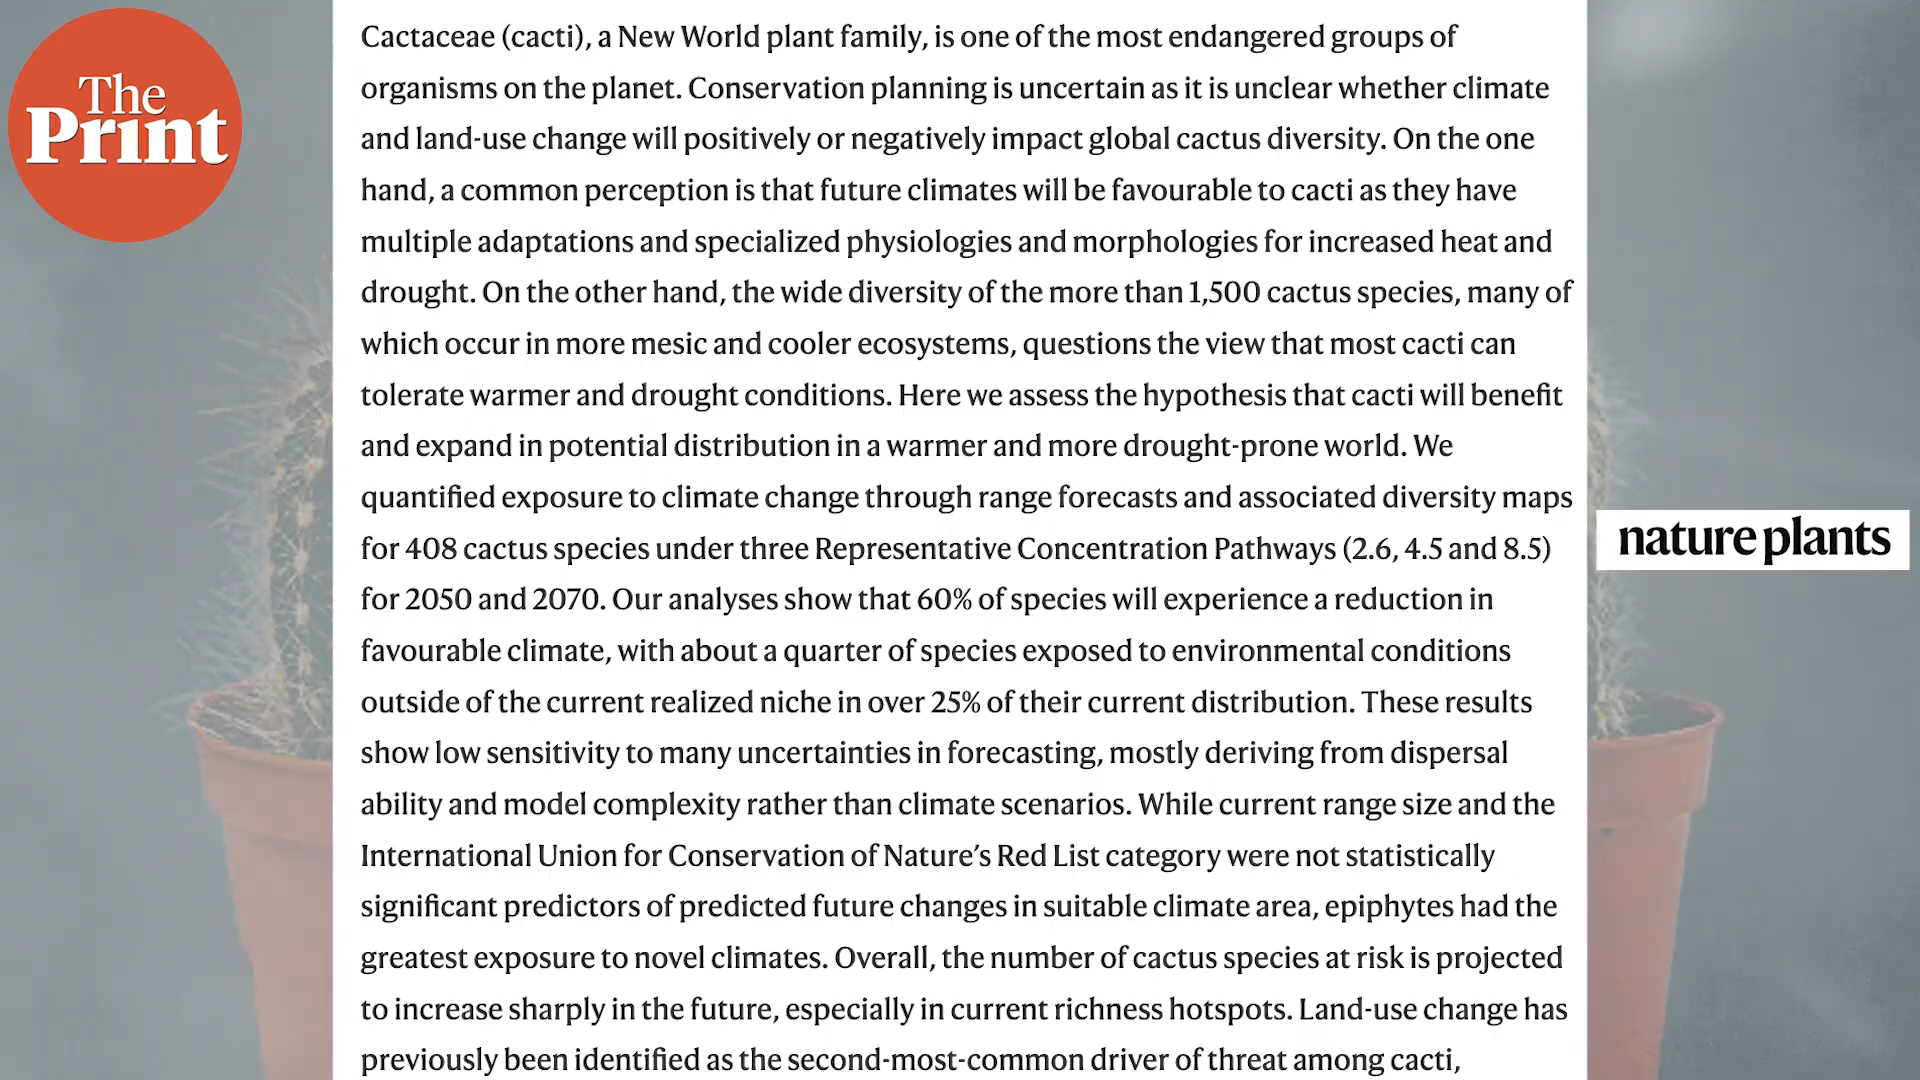 The
Print
Cactaceae (cacti), a New World plant family, is one of the most endangered groups of
organisms on the planet. Conservation planning is uncertain as it is unclear whether climate
and land-use change will positively or negatively impact global cactus diversity. On the one
hand, a common perception is that future climates will be favourable to cacti as they have
multiple adaptations and specialized physiologies and morphologies for increased heat and
drought. On the other hand, the wide diversity of the more than 1,500 cactus species, many of
which occur in more mesic and cooler ecosystems, questions the view that most cacti can
tolerate warmer and drought conditions. Here we assess the hypothesis that cacti will benefit
and expand in potential distribution in a warmer and more drought-prone world. We
quantified exposure to climate change through range forecasts and associated diversity maps
for 408 cactus species under three Representative Concentration Pathways (2.6, 4.5 and 8.5)
for 2050 and 2070. Our analyses show that 60% of species will experience a reduction in
favourable climate, with about a quarter of species exposed to environmental conditions
outside of the current realized niche in over 25% of their current distribution. These results
show low sensitivity to many uncertainties in forecasting, mostly deriving from dispersal
ability and model complexity rather than climate scenarios. While current range size and the
International Union for Conservation of Nature’s Red List category were not statistically
significant predictors of predicted future changes in suitable climate area, epiphytes had the
greatest exposure to novel climates. Overall, the number of cactus species at risk is projected
to increase sharply in the future, especially in current richness hotspots. Land-use change has
previously been identified as the second-most-common driver of threat among cacti,
nature plants